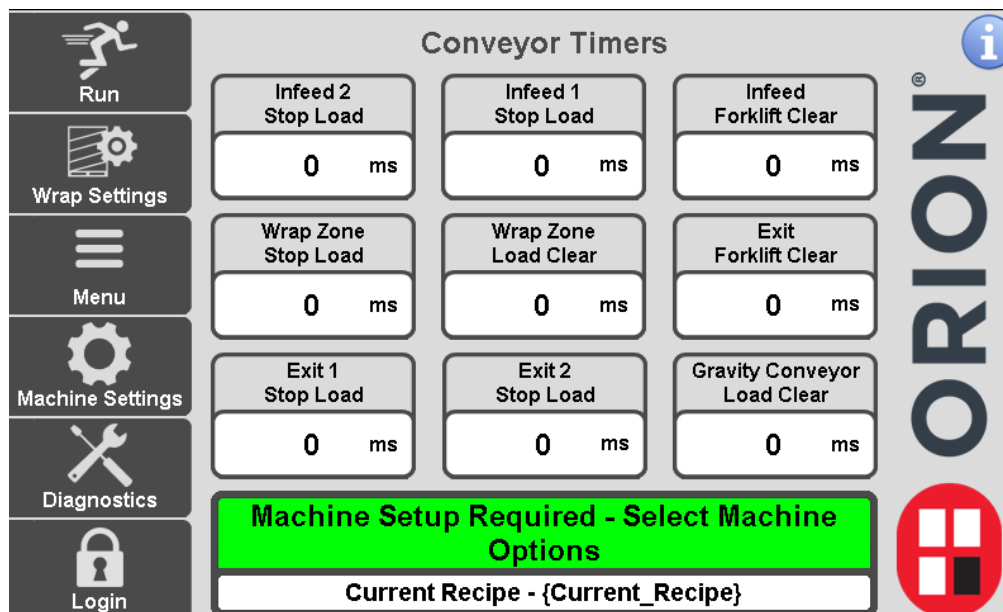 Conveyor Timers
i
Run
Wrap Settings
Menu
Machine Settings
Diagnostics
Login
Infeed 2
Stop Load
0 ms
Infeed 1
Stop Load
0 ms
Infeed
Forklift Clear
0 ms
Wrap Zone
Stop Load
0 ms
Wrap Zone
Load Clear
0 ms
Exit
Forklift Clear
0 ms
Exit 1
Stop Load
0 ms
Exit 2
Stop Load
0 ms
Gravity Conveyor
Load Clear
0 ms
Machine Setup Required - Select Machine
Options
Current Recipe - {Current_Recipe}
ORION®